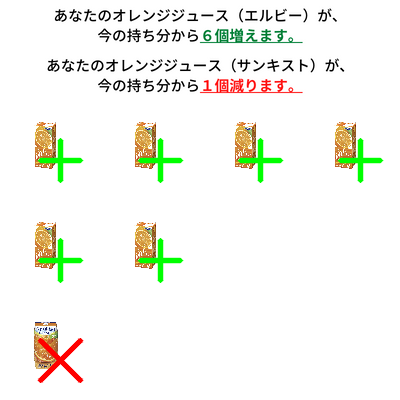 あなたのオレンジジュース（エルビー）が、
今の持ち分から６個増えます。
あなたのオレンジジュース（サンキスト）が、
今の持ち分から１個減ります。